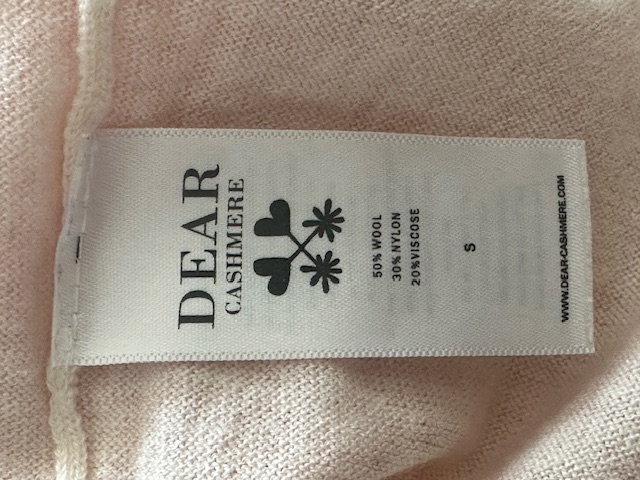 DEAR
CASHMERE
50% WOOL
30% NYLON
20%VISCOSE
S
WWW.DEAR-CASHMERE.COM